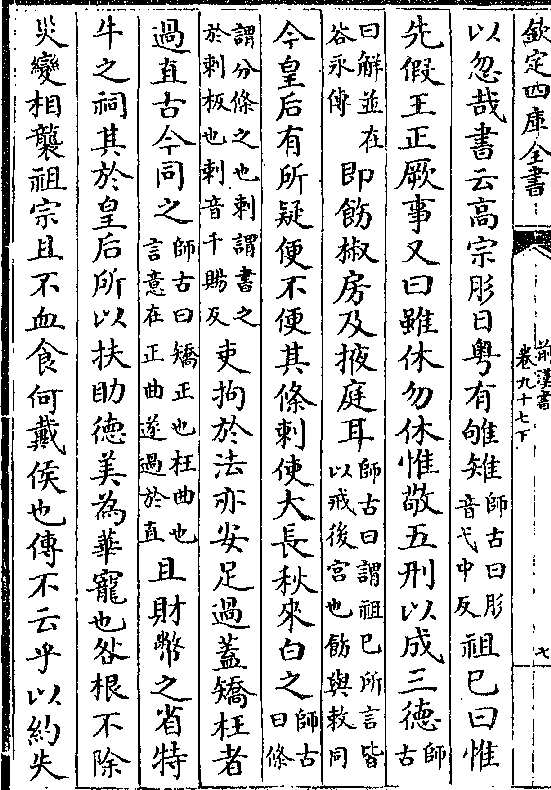 欽定四庫全書
前漢書
卷九十七下
七
以忽哉書云高宗肜日粤有雊雉師古曰肜音弋中反祖巳曰惟
先假王正厥事又曰雖休勿休惟敬五刑以成三德師古
曰解並在谷永傳即飭椒房及掖庭耳師古曰謂祖巳所言皆以戒後宮也飭與敕同
今皇后有所疑便不便其條刺使大長秋來白之師古曰條
謂分條之也刺謂書之於刺板也刺音千賜反吏拘於法亦安足過蓋矯枉者
過直古今同之師古曰矯正也枉曲也言意在正曲遂過於直且財幣之省特
牛之祠其於皇后所以扶助德美為華寵也咎根不除
災變相襲祖宗且不血食何戴侯也傳不云乎以約失